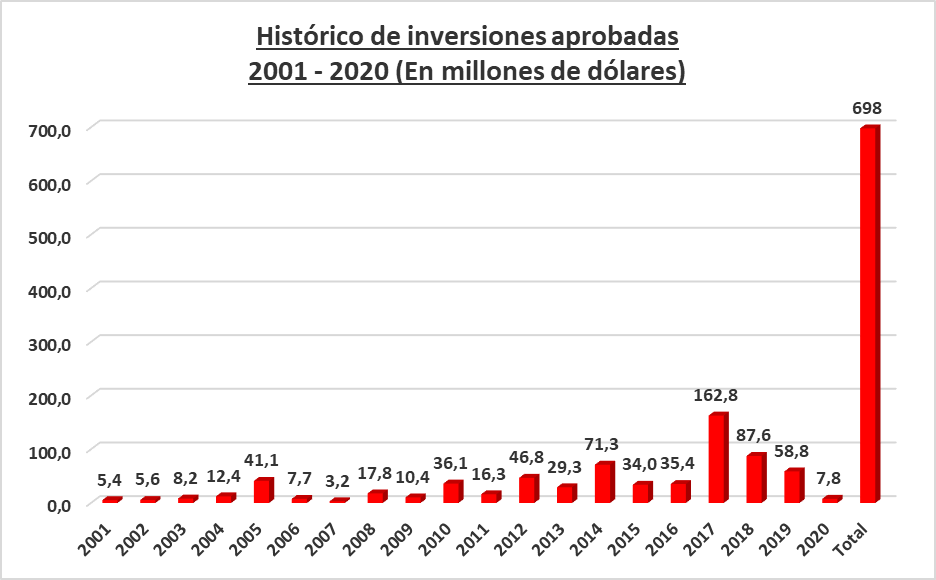 Histórico de inversiones aprobadas
2001 - 2020 (En millones de dólares)
698
700,0
600,0
500,0
400,0
300,0
200,0
100,0
0,0
5,4 5,6 8,2 12,4 41,1 7,7 3,2 17,8 10,4 36,1 16,3 46,8 29,3 71,3 34,0 35,4 162,8 87,6 58,8 7,8
2001 2002 2003 2004 2005 2006 2007 2008 2009 2010 2011 2012 2013 2014 2015 2016 2017 2018 2019 2020 Total